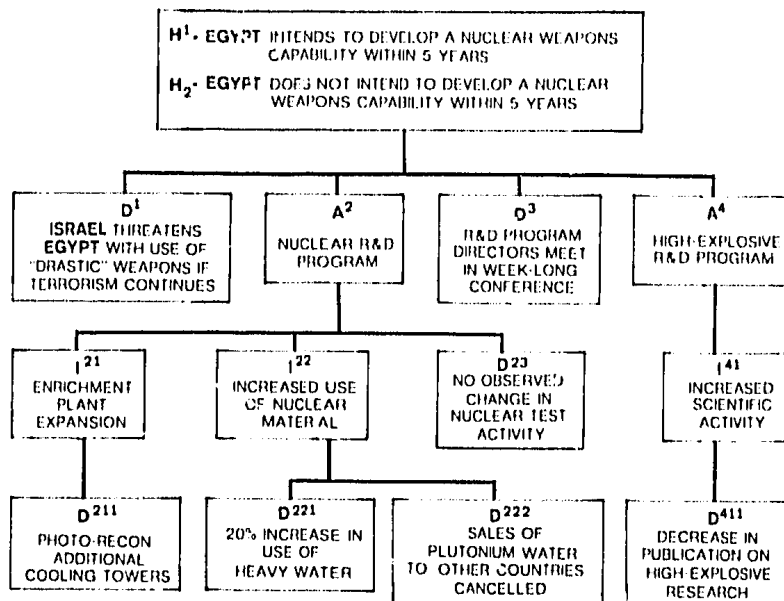 H¹- EGYPT INTENDS TO DEVELOP A NUCLEAR WEAPONS
CAPABILITY WITHIN 5 YEARS
H₂- EGYPT DOES NOT INTEND TO DEVELOP A NUCLEAR
WEAPONS CAPABILITY WITHIN 5 YEARS
D¹
ISRAEL THREATENS
EGYPT WITH USE OF
"DRASTIC" WEAPONS IF
TERRORISM CONTINUES
A²
NUCLEAR R&D
PROGRAM
D³
R&D PROGRAM
DIRECTORS MEET
IN WEEK-LONG
CONFERENCE
A⁴
HIGH-EXPLOSIVE
R&D PROGRAM
I²¹
ENRICHMENT
PLANT
EXPANSION
I²²
INCREASED USE
OF NUCLEAR
MATERIAL
D²³
NO OBSERVED
CHANGE IN
NUCLEAR TEST
ACTIVITY
I⁴¹
INCREASED
SCIENTIFIC
ACTIVITY
D²¹¹
PHOTO-RECON
ADDITIONAL
COOLING TOWERS
D²²¹
20% INCREASE IN
USE OF
HEAVY WATER
D²²²
SALES OF
PLUTONIUM WATER
TO OTHER COUNTRIES
CANCELLED
D⁴¹¹
DECREASE IN
PUBLICATION ON
HIGH-EXPLOSIVE
RESEARCH